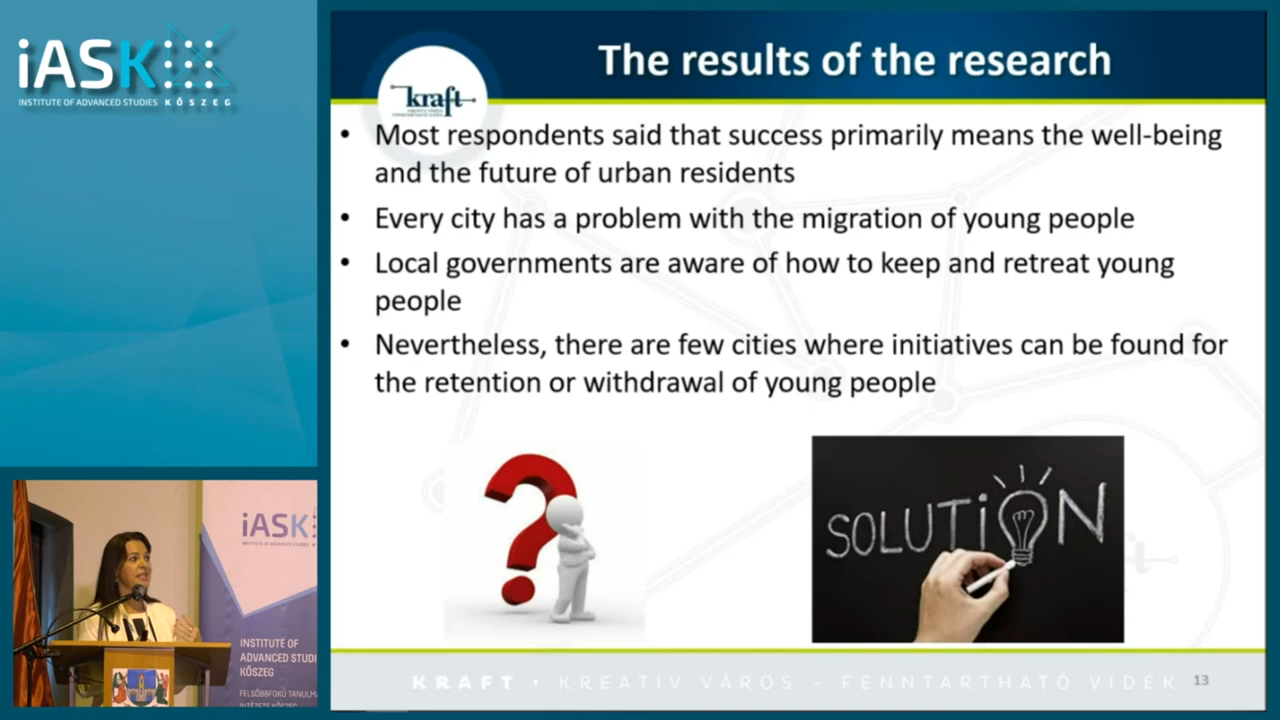 iASK
INSTITUTE OF ADVANCED STUDIES KŐSZEG
The results of the research
kraft
• Most respondents said that success primarily means the well-being
and the future of urban residents
• Every city has a problem with the migration of young people
• Local governments are aware of how to keep and retreat young
people
• Nevertheless, there are few cities where initiatives can be found for
the retention or withdrawal of young people
SOLUTiON
iASK
INSTITUTE OF
ADVANCED STUDI
KŐSZEG
FELSŐBBFOKÚ TANULM
INTÉZETE KŐSZEG
KRAFT • KREATÍV VÁROS - FENNTARTHATÓ VIDÉK 13